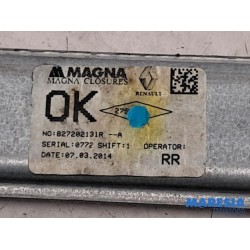 MAGNA
MAGNA CLOSURES
RENAULT
OK
NO:827202131R --A
SERIAL:0772 SHIFT:1 OPERATOR:
DATE:07.03.2014 RR